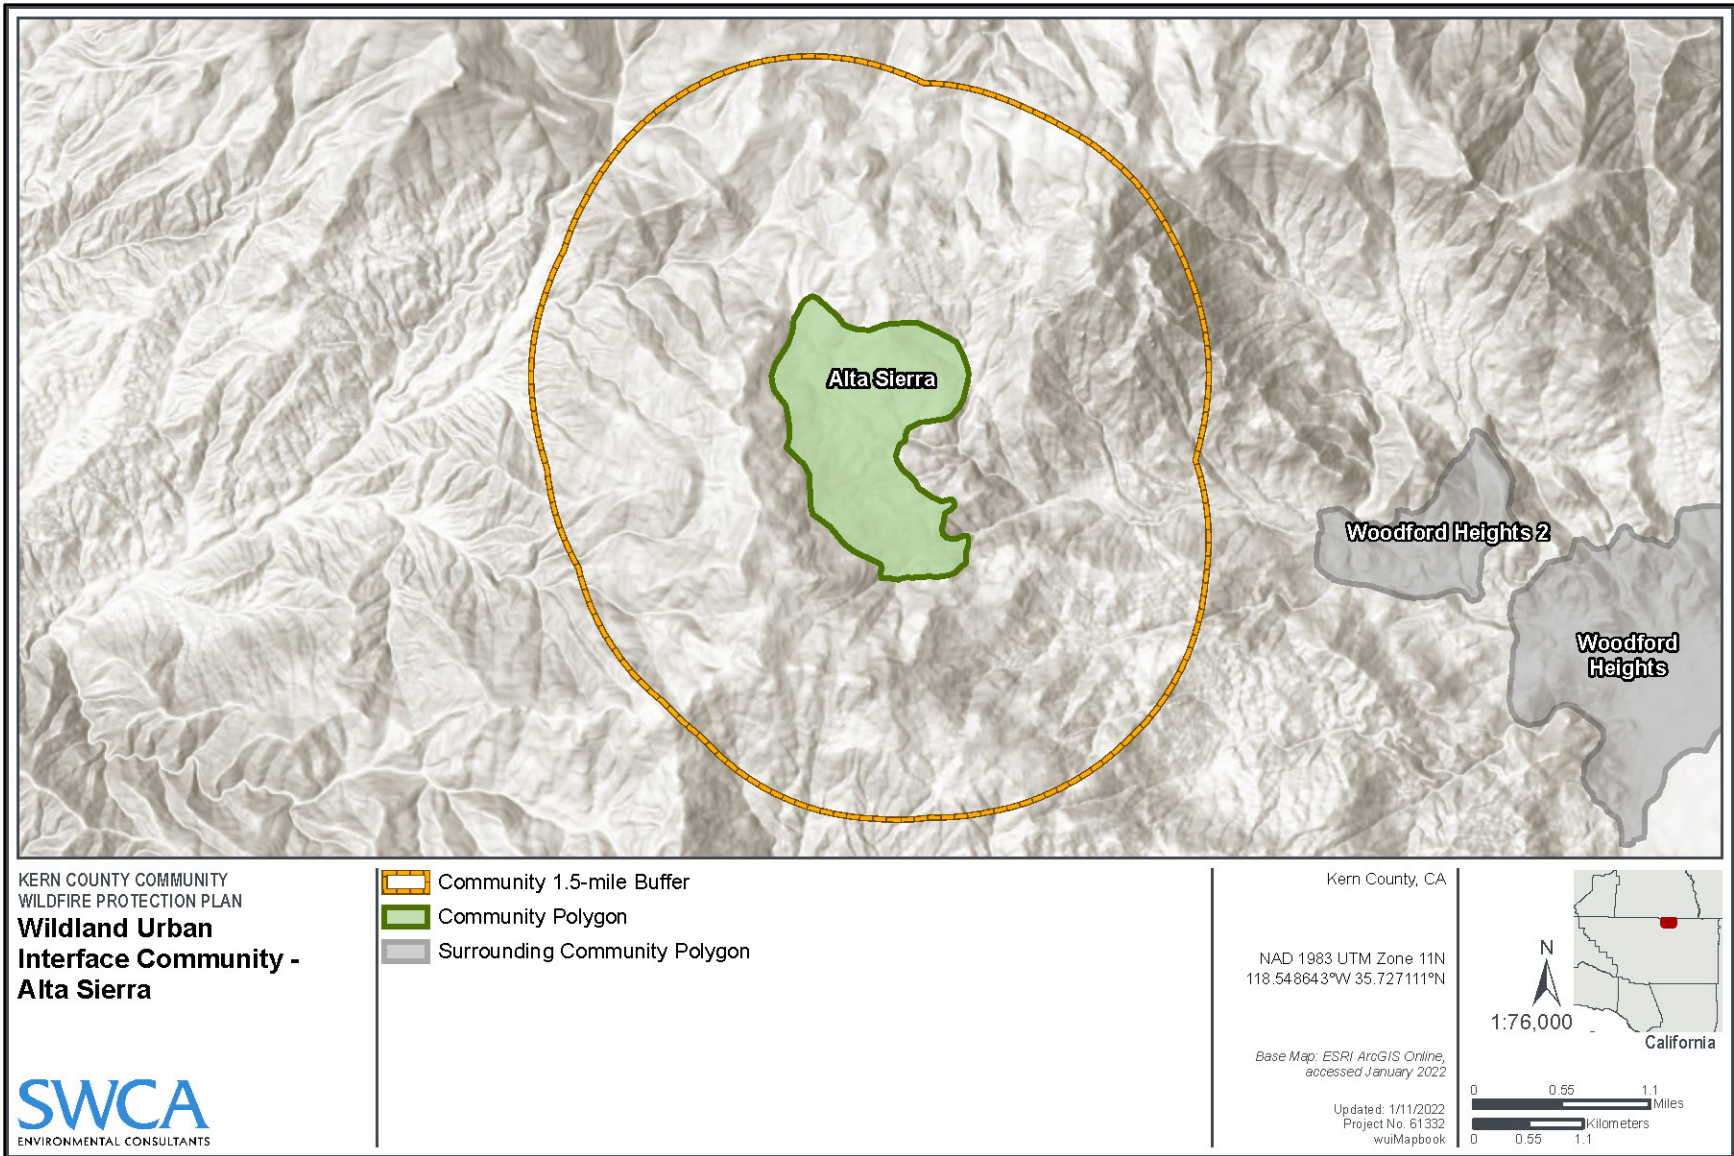 Alta Sierra
Woodford Heights 2
Woodford
Heights
KERN COUNTY COMMUNITY
WILDFIRE PROTECTION PLAN
Wildland Urban
Interface Community -
Alta Sierra
SWCA
ENVIRONMENTAL CONSULTANTS
Community 1.5-mile Buffer
Community Polygon
Surrounding Community Polygon
Kern County, CA
NAD 1983 UTM Zone 11N
118.548643°W 35.727111°N
Base Map: ESRI ArcGIS Online,
accessed January 2022
Updated: 1/11/2022
Project No. 61332
wuiMapbook
N
1:76,000
California
0 0.55 1.1
Miles
Kilometers
0 0.55 1.1